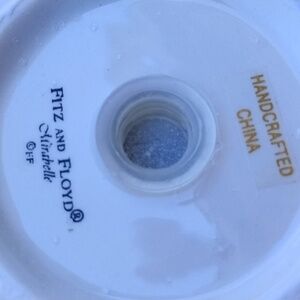 FITZ AND FLOYD®
Mirabelle
©FF
HANDCRAFTED
CHINA